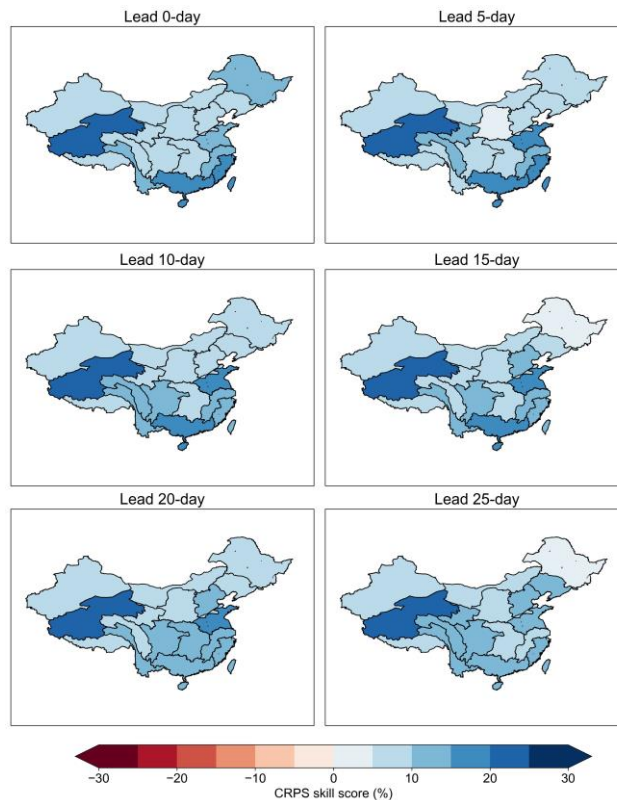 Lead 0-day
Lead 5-day
Lead 10-day
Lead 15-day
Lead 20-day
Lead 25-day
−30 −20 −10 0 10 20 30
CRPS skill score (%)